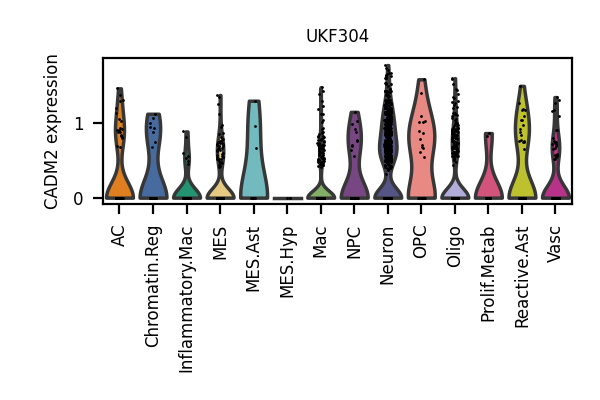 UKF304
CADM2 expression
1
0
AC
Chromatin.Reg
Inflammatory.Mac
MES
MES.Ast
MES.Hyp
Mac
NPC
Neuron
OPC
Oligo
Prolif.Metab
Reactive.Ast
Vasc